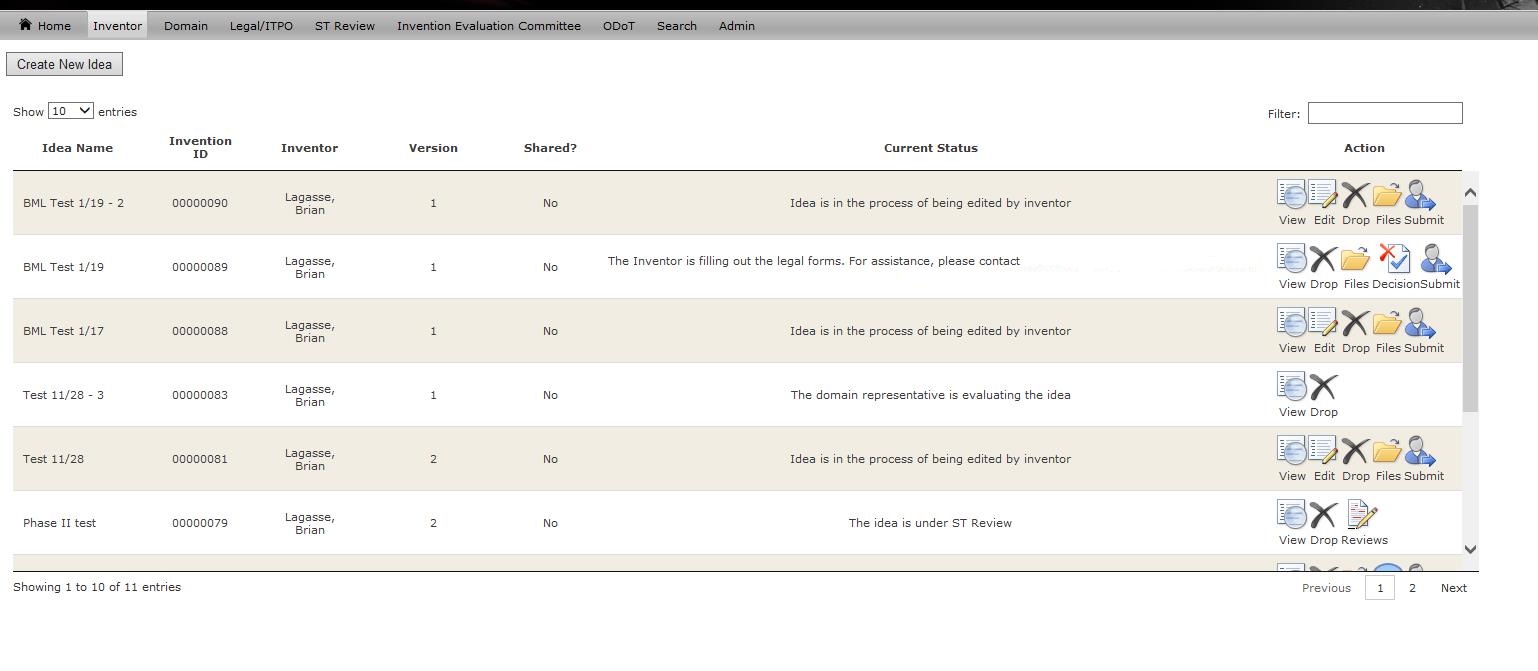 Home Inventor Domain Legal/ITPO ST Review Invention Evaluation Committee ODoT Search Admin
Create New Idea
Show 10 entries Filter:
Idea Name Invention ID Inventor Version Shared? Current Status Action
BML Test 1/19 - 2 00000090 Lagasse, Brian 1 No Idea is in the process of being edited by inventor View Edit Drop Files Submit
BML Test 1/19 00000089 Lagasse, Brian 1 No The Inventor is filling out the legal forms. For assistance, please contact View Drop Files Decision Submit
BML Test 1/17 00000088 Lagasse, Brian 1 No Idea is in the process of being edited by inventor View Edit Drop Files Submit
Test 11/28 - 3 00000083 Lagasse, Brian 1 No The domain representative is evaluating the idea View Drop
Test 11/28 00000081 Lagasse, Brian 2 No Idea is in the process of being edited by inventor View Edit Drop Files Submit
Phase II test 00000079 Lagasse, Brian 2 No The idea is under ST Review View Drop Reviews
Showing 1 to 10 of 11 entries Previous 1 2 Next